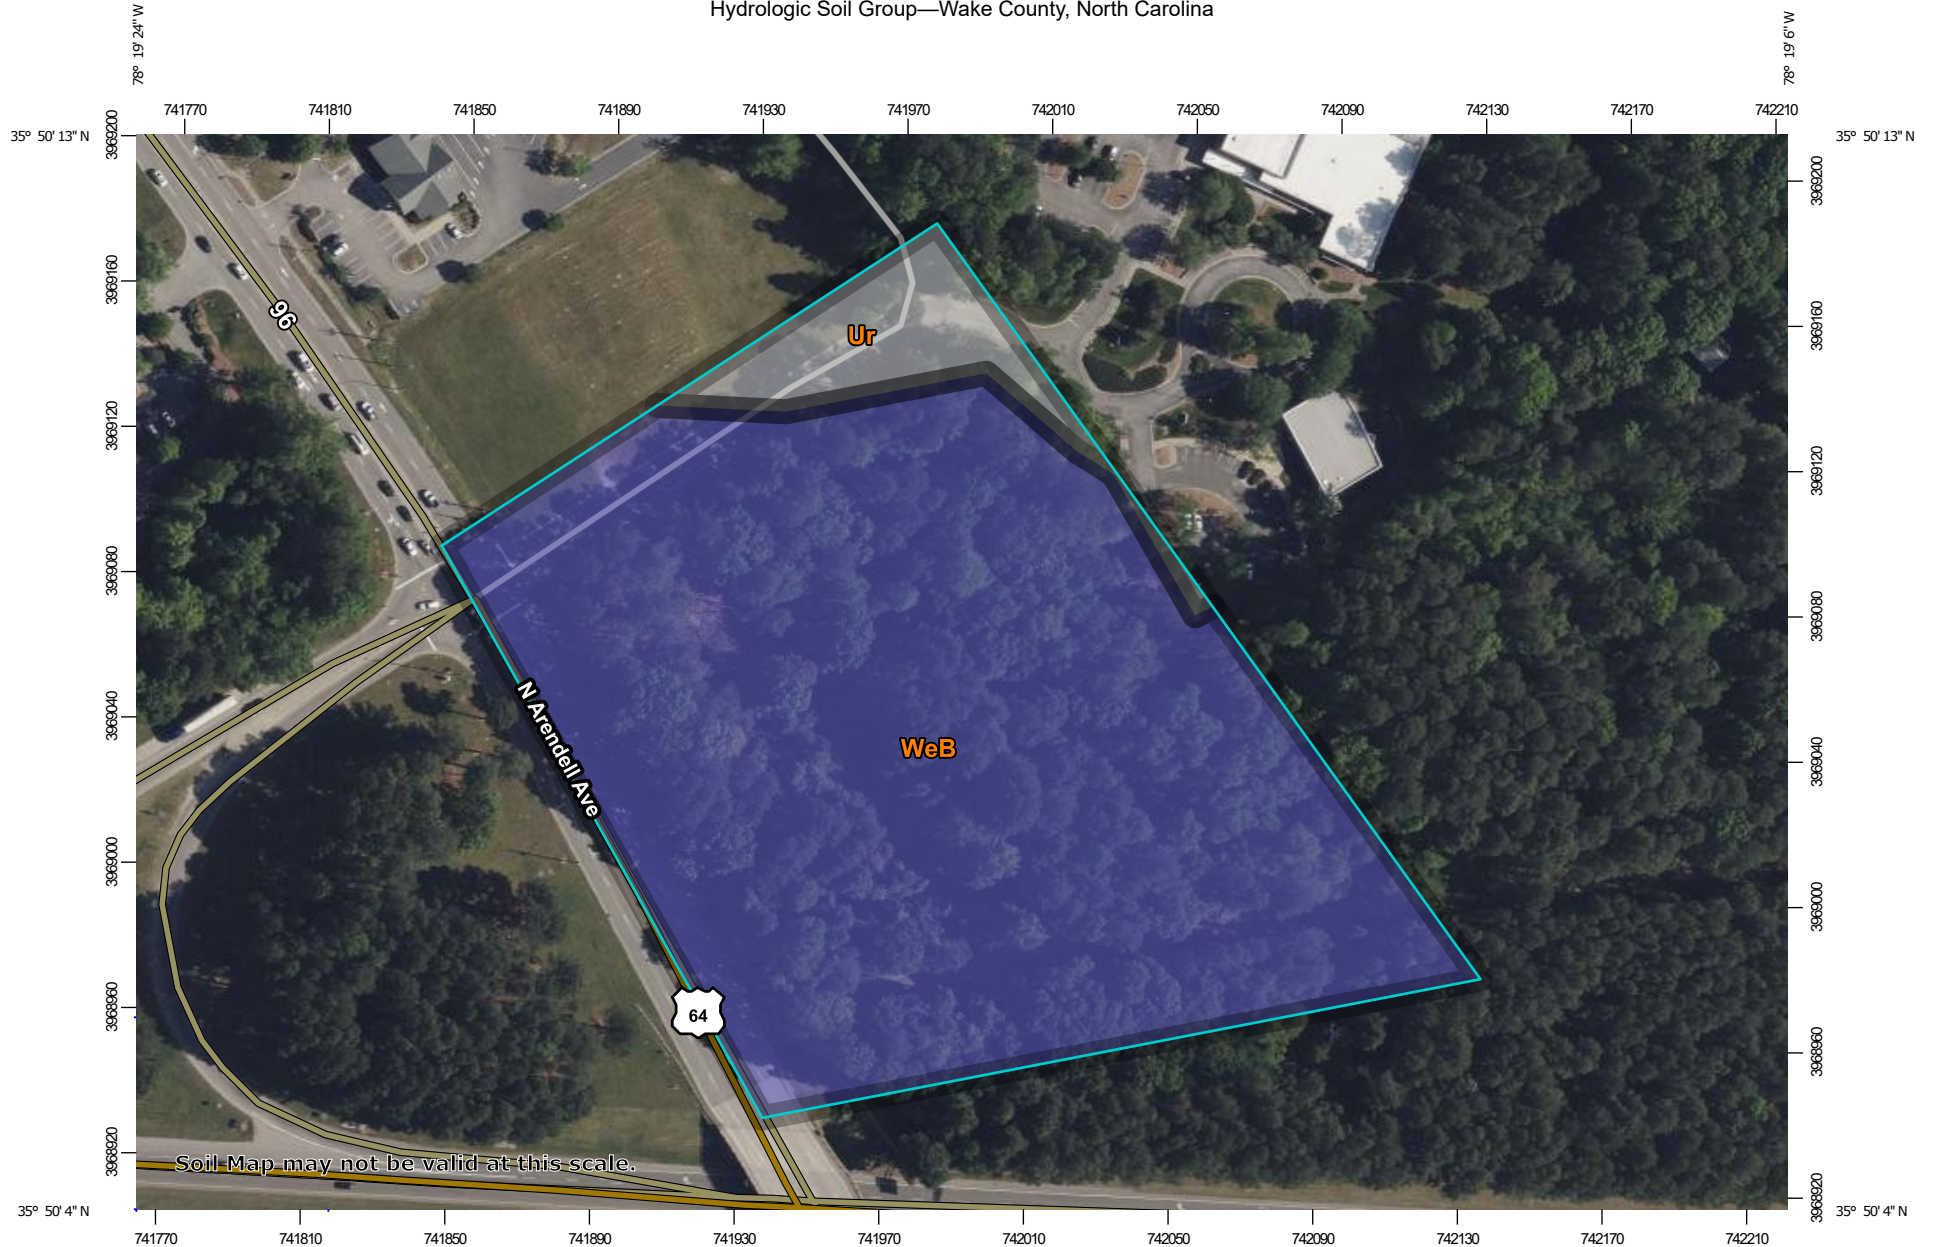 Hydrologic Soil Group—Wake County, North Carolina
78° 19' 24'' W
78° 19' 6'' W
741770 741810 741850 741890 741930 741970 742010 742050 742090 742130 742170 742210
35° 50' 13'' N
35° 50' 13'' N
3969200
3969200
3969160
3969160
3969120
3969120
3969080
3969080
3969040
3969040
3969000
3969000
3968960
3968960
3968920
3968920
96
Ur
N Arendell Ave
WeB
64
Soil Map may not be valid at this scale.
35° 50' 4'' N
35° 50' 4'' N
741770 741810 741850 741890 741930 741970 742010 742050 742090 742130 742170 742210